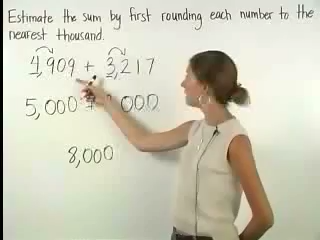 Estimate the sum by first rounding each number to the
nearest thousand.
4,909 + 3,217
5,000 + ,000
8,000